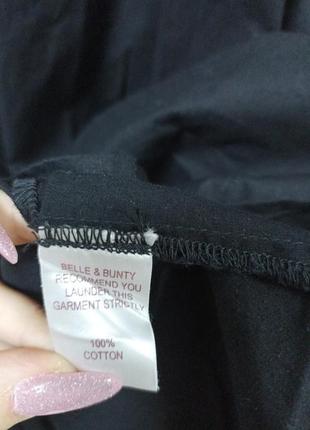 BELLE & BUNTY
RECOMMEND YOU
LAUNDER THIS
GARMENT STRICTLY
100%
COTTON